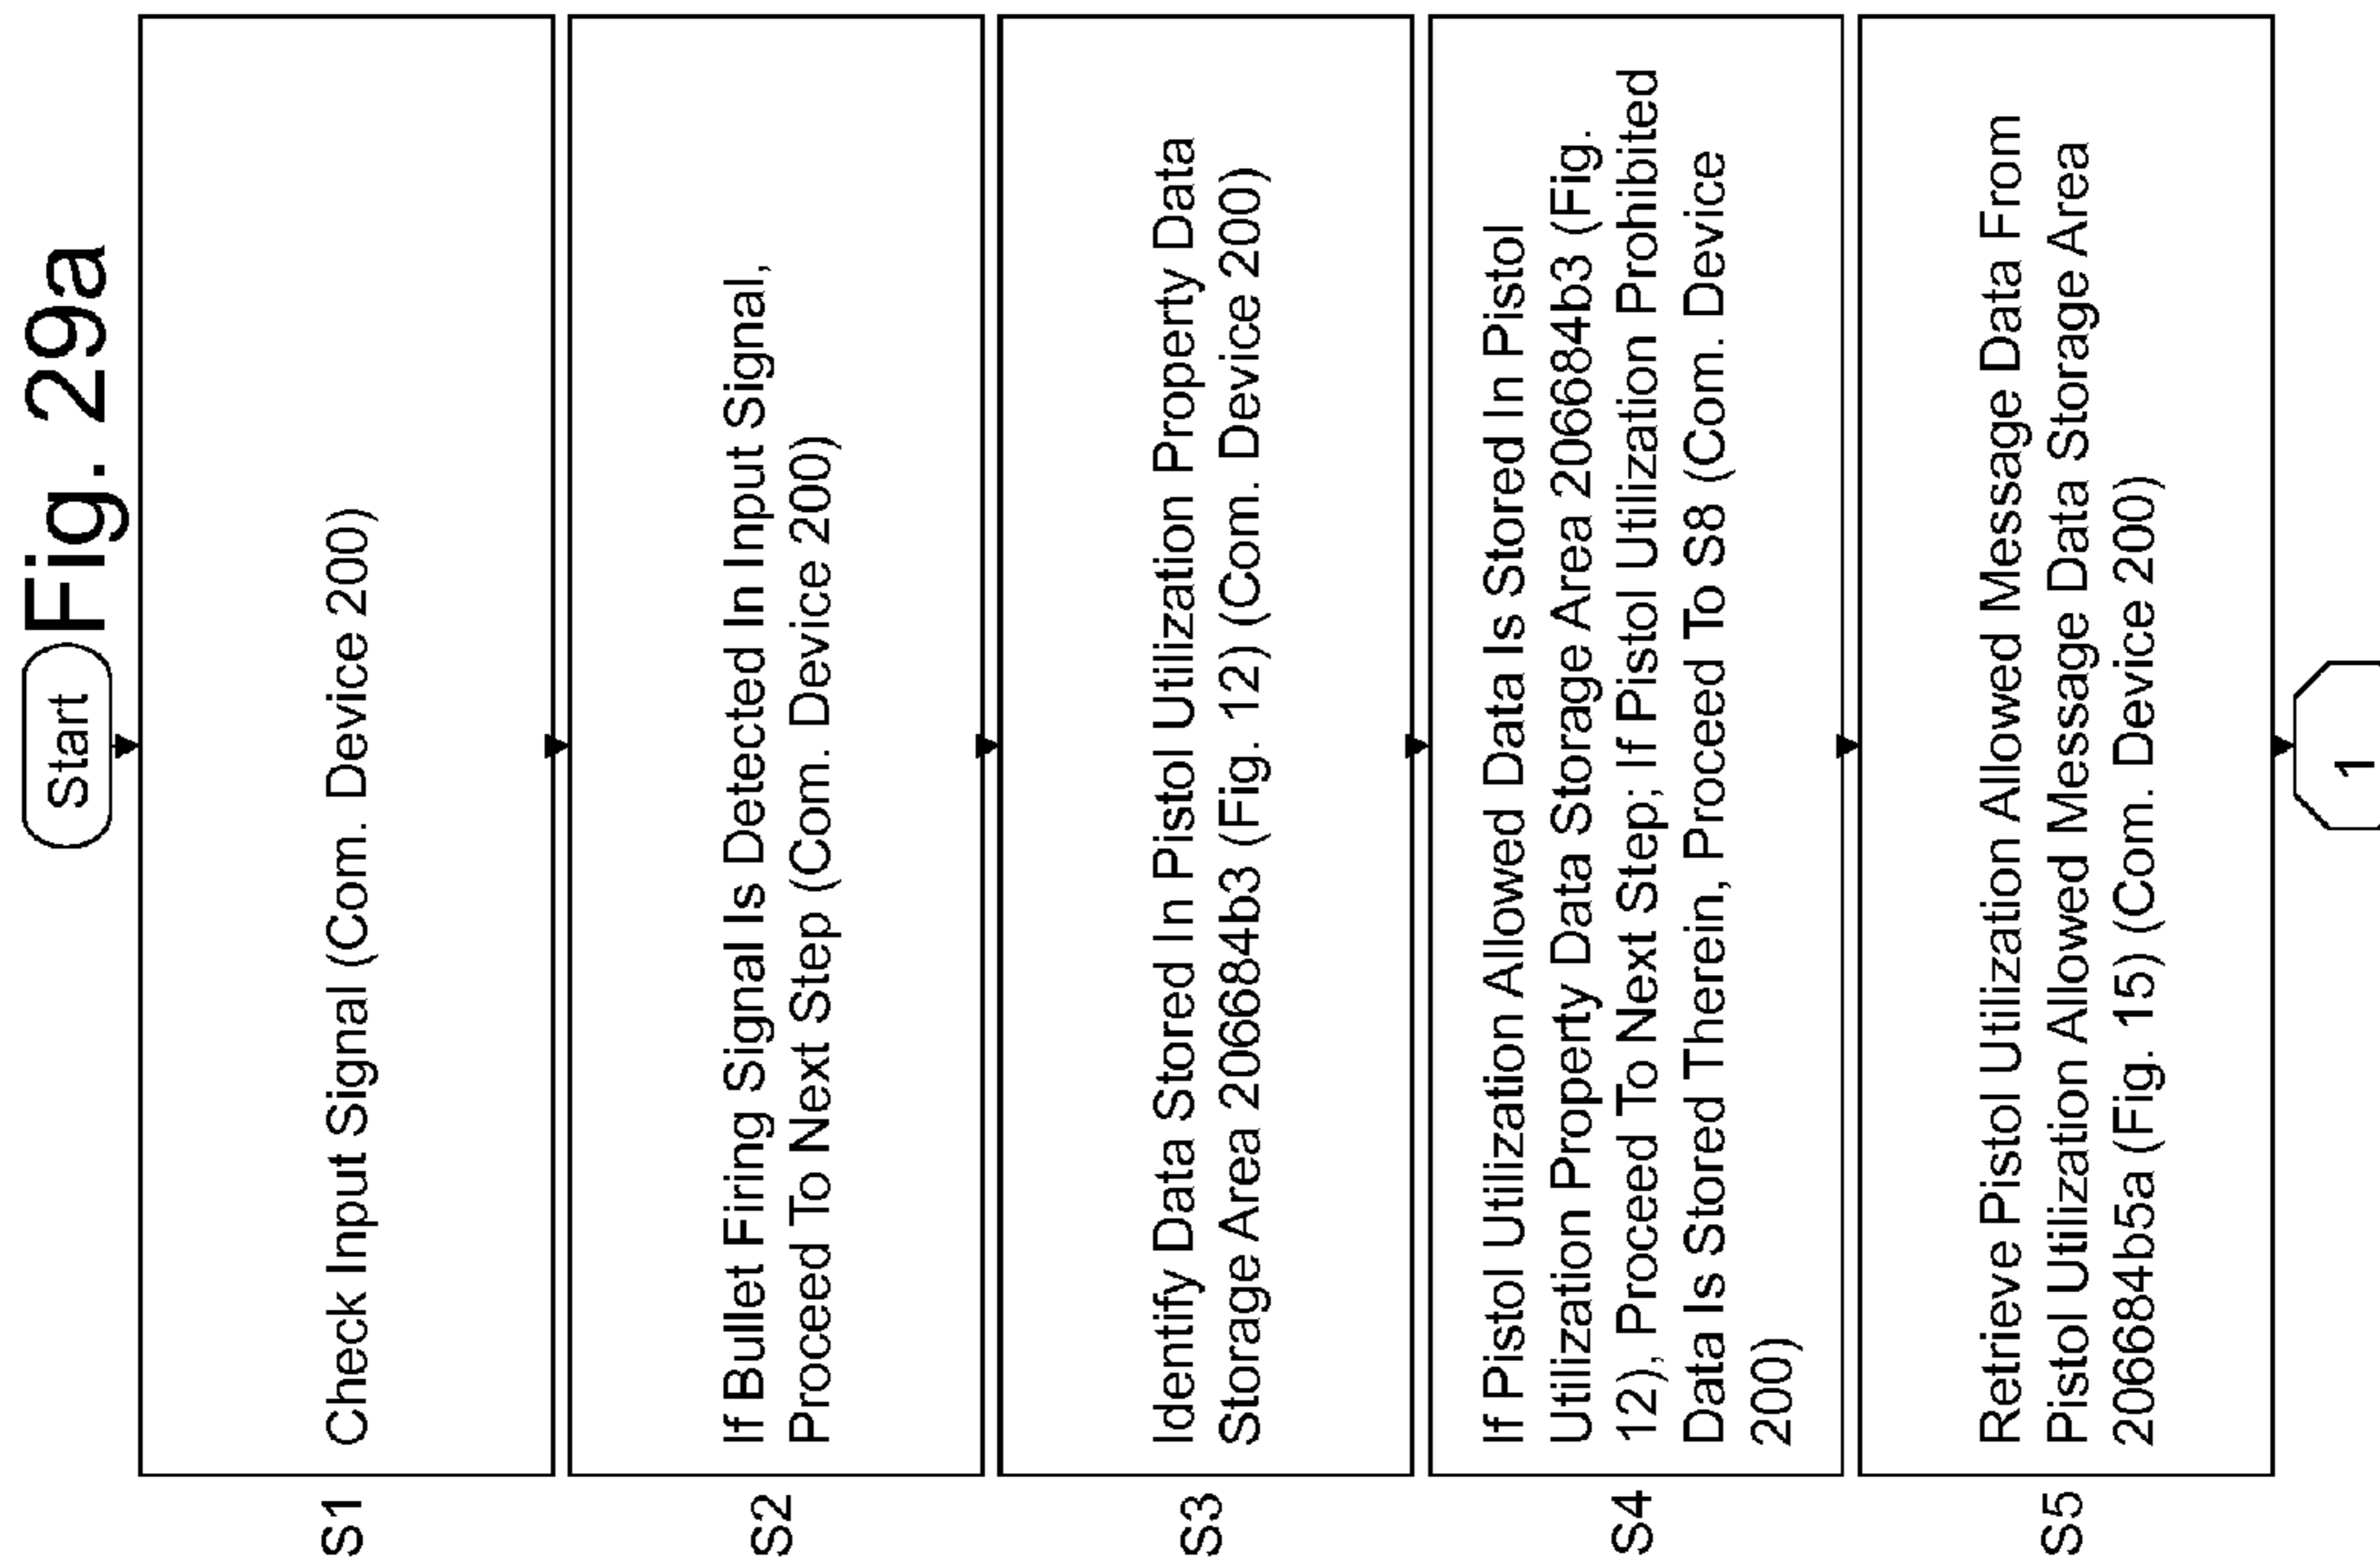 Fig. 29a
Start
S1
Check Input Signal (Com. Device 200)
S2
If Bullet Firing Signal Is Detected In Input Signal,
Proceed To Next Step (Com. Device 200)
S3
Identify Data Stored In Pistol Utilization Property Data
Storage Area 206684b3 (Fig. 12) (Com. Device 200)
S4
If Pistol Utilization Allowed Data Is Stored In Pistol
Utilization Property Data Storage Area 206684b3 (Fig.
12), Proceed To Next Step; If Pistol Utilization Prohibited
Data Is Stored Therein, Proceed To S8 (Com. Device
200)
S5
Retrieve Pistol Utilization Allowed Message Data From
Pistol Utilization Allowed Message Data Storage Area
206684b5a (Fig. 15) (Com. Device 200)
1